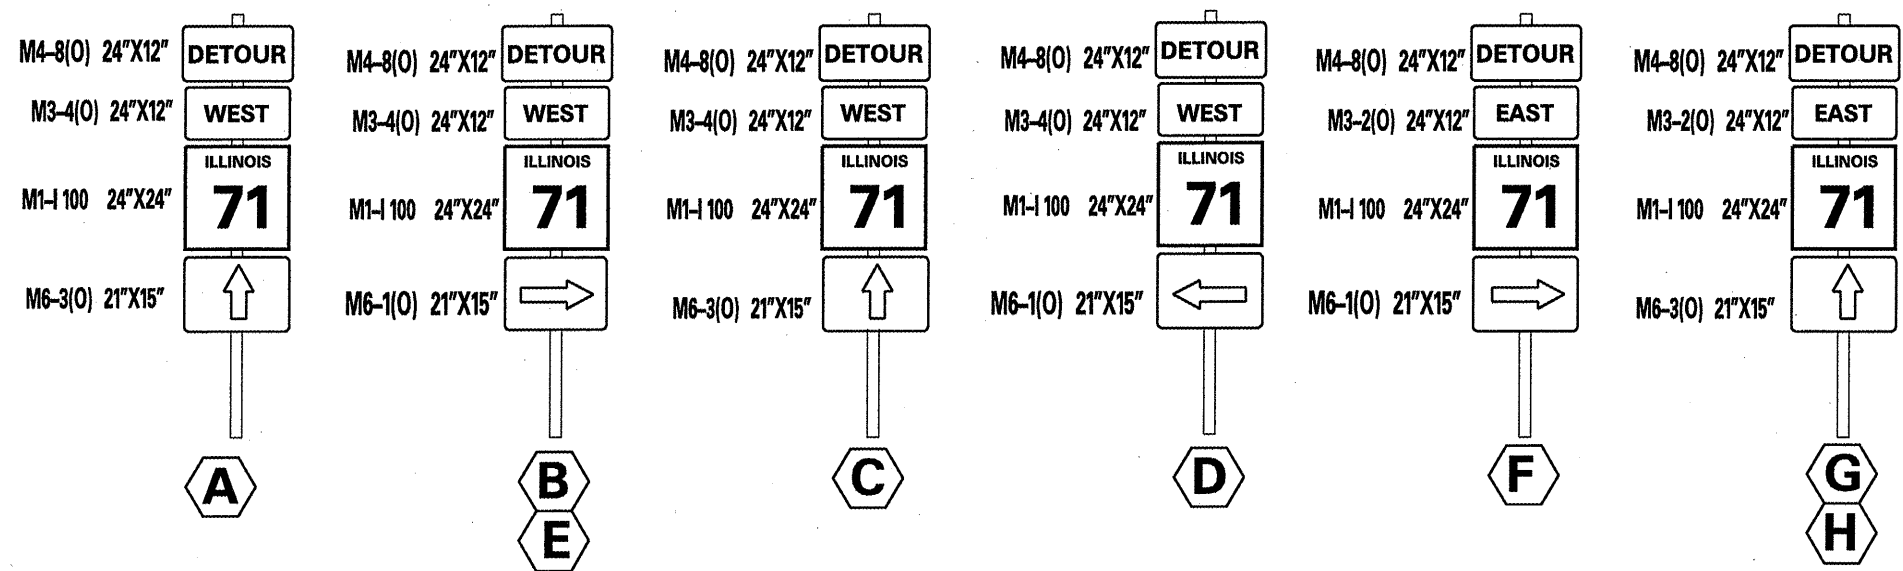 M4–8(O) 24"X12" DETOUR
M3–4(O) 24"X12" WEST
ILLINOIS
M1–I 100 24"X24" 71
M6–3(O) 21"X15"
A
M4–8(O) 24"X12" DETOUR
M3–4(O) 24"X12" WEST
ILLINOIS
M1–I 100 24"X24" 71
M6–1(O) 21"X15"
B
E
M4–8(O) 24"X12" DETOUR
M3–4(O) 24"X12" WEST
ILLINOIS
M1–I 100 24"X24" 71
M6–3(O) 21"X15"
C
M4–8(O) 24"X12" DETOUR
M3–4(O) 24"X12" WEST
ILLINOIS
M1–I 100 24"X24" 71
M6–1(O) 21"X15"
D
M4–8(O) 24"X12" DETOUR
M3–2(O) 24"X12" EAST
ILLINOIS
M1–I 100 24"X24" 71
M6–1(O) 21"X15"
F
M4–8(O) 24"X12" DETOUR
M3–2(O) 24"X12" EAST
ILLINOIS
M1–I 100 24"X24" 71
M6–3(O) 21"X15"
G
H